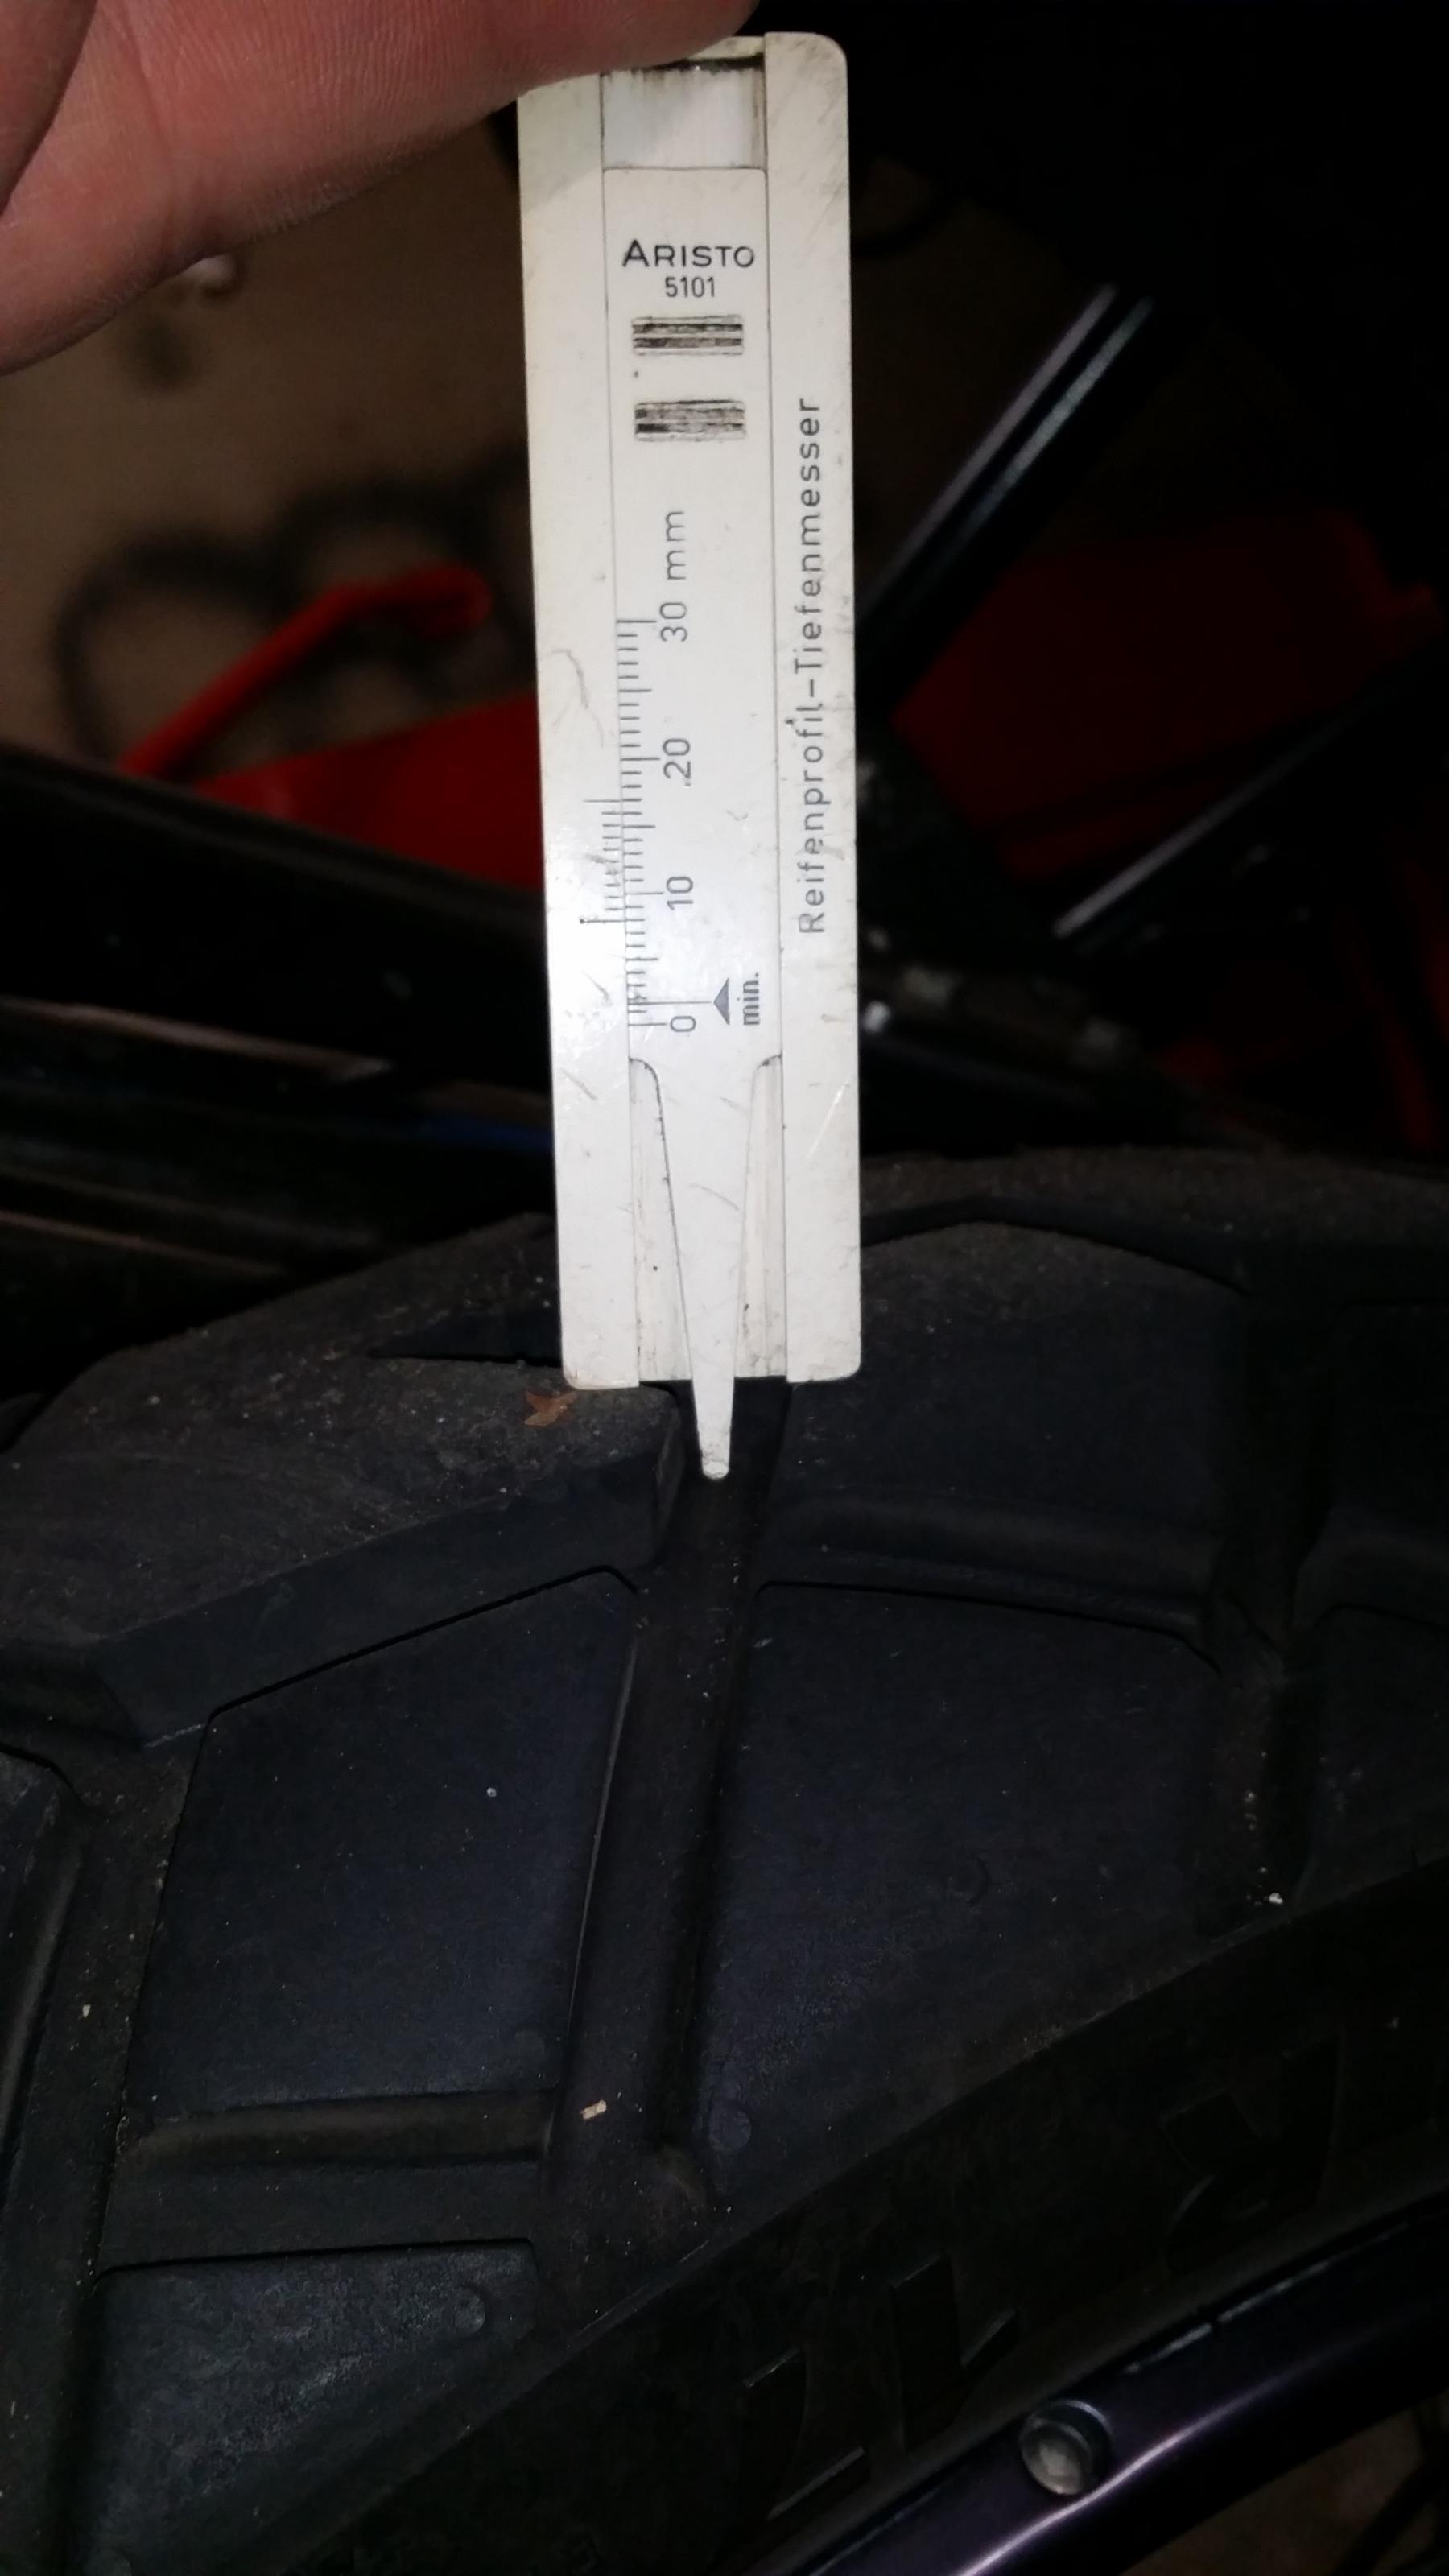 ARISTO
5101
30 mm
20
10
0
min.
Reifenprofil-Tiefenmesser